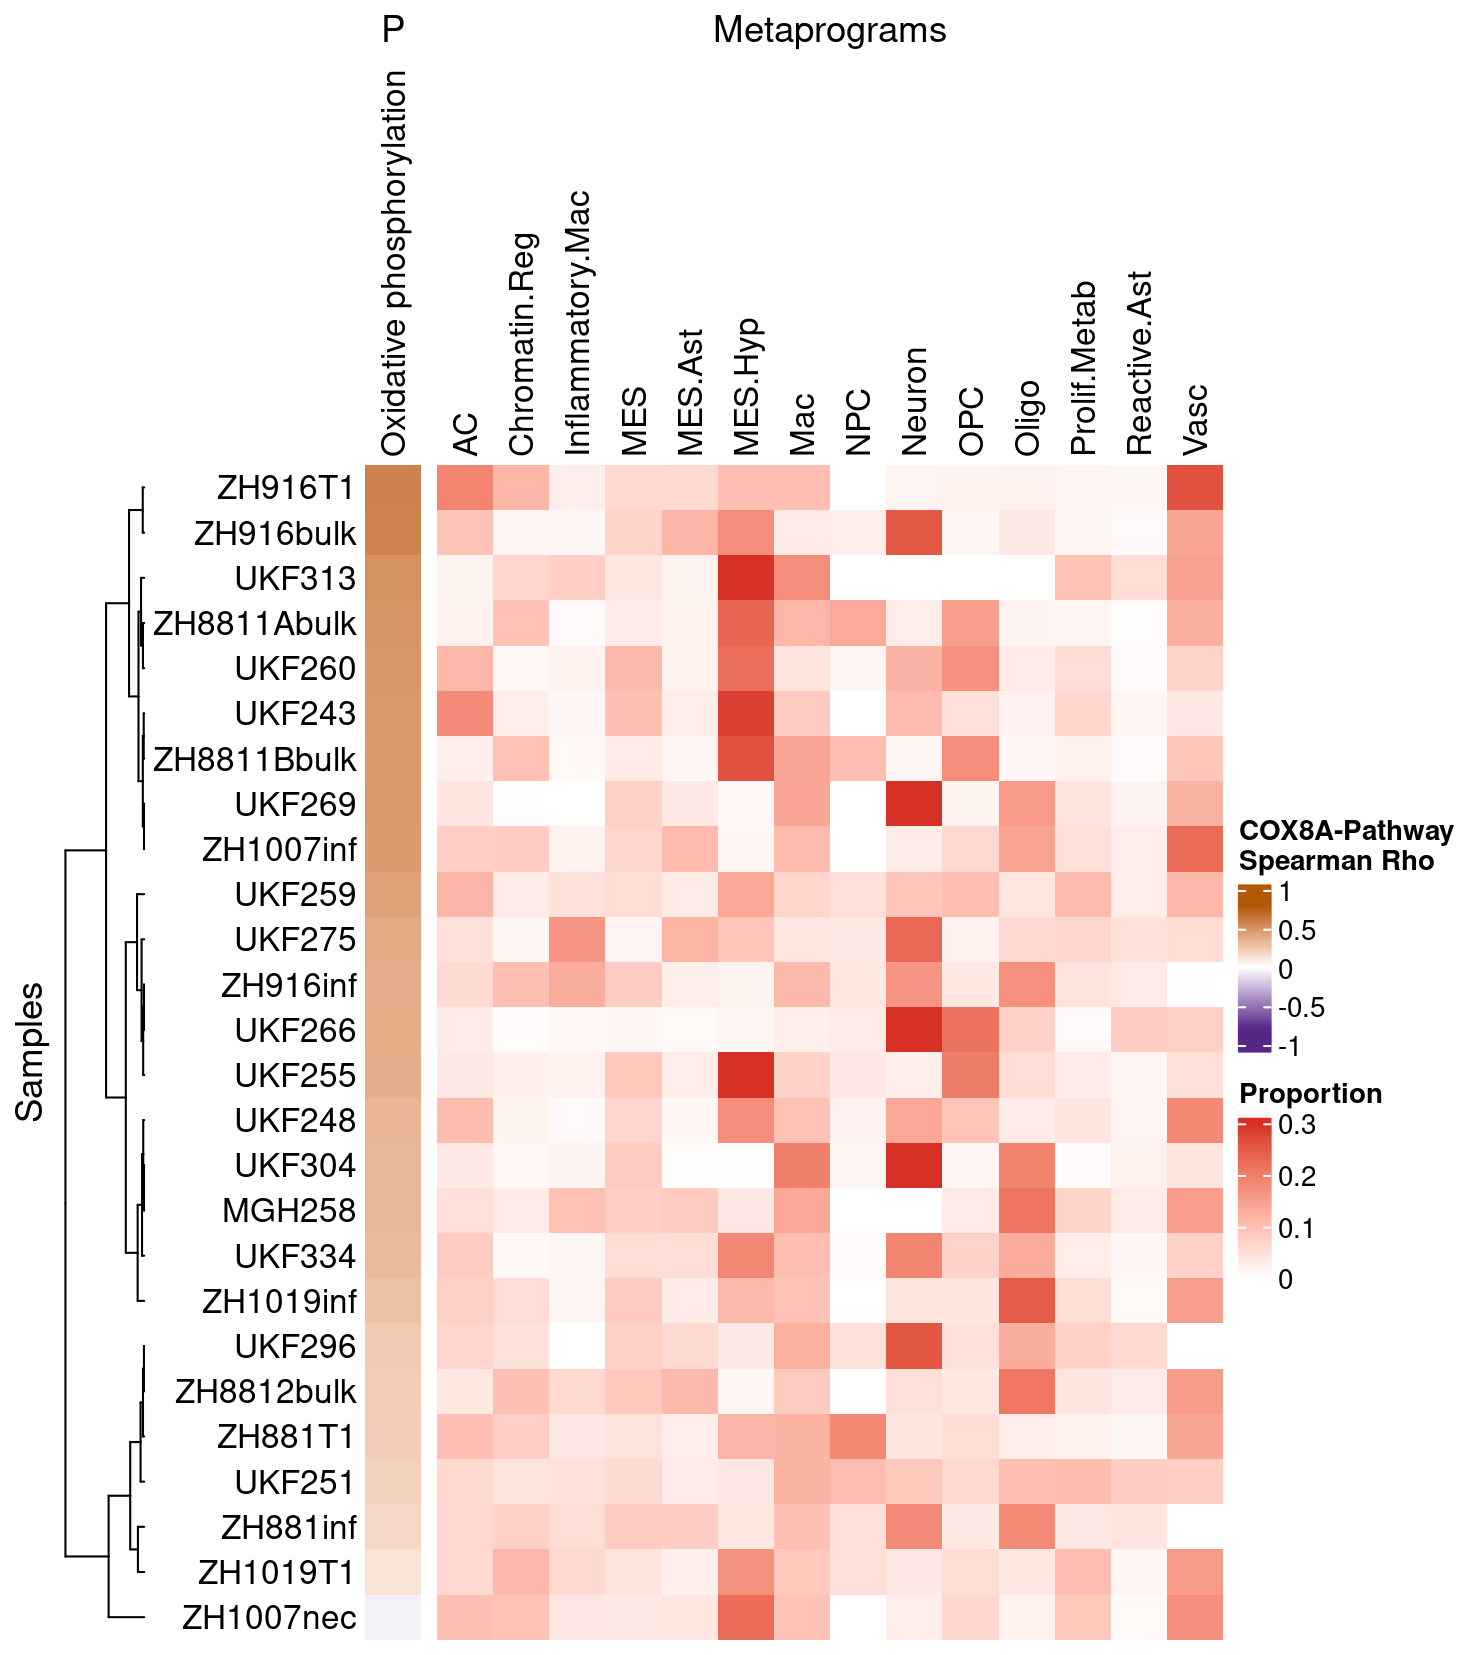 P
Metaprograms
Oxidative phosphorylation
AC
Chromatin.Reg
Inflammatory.Mac
MES
MES.Ast
MES.Hyp
Mac
NPC
Neuron
OPC
Oligo
Prolif.Metab
Reactive.Ast
Vasc
Samples
ZH916T1
ZH916bulk
UKF313
ZH8811Abulk
UKF260
UKF243
ZH8811Bbulk
UKF269
ZH1007inf
UKF259
UKF275
ZH916inf
UKF266
UKF255
UKF248
UKF304
MGH258
UKF334
ZH1019inf
UKF296
ZH8812bulk
ZH881T1
UKF251
ZH881inf
ZH1019T1
ZH1007nec
COX8A-Pathway
Spearman Rho
1
0.5
0
-0.5
-1
Proportion
0.3
0.2
0.1
0